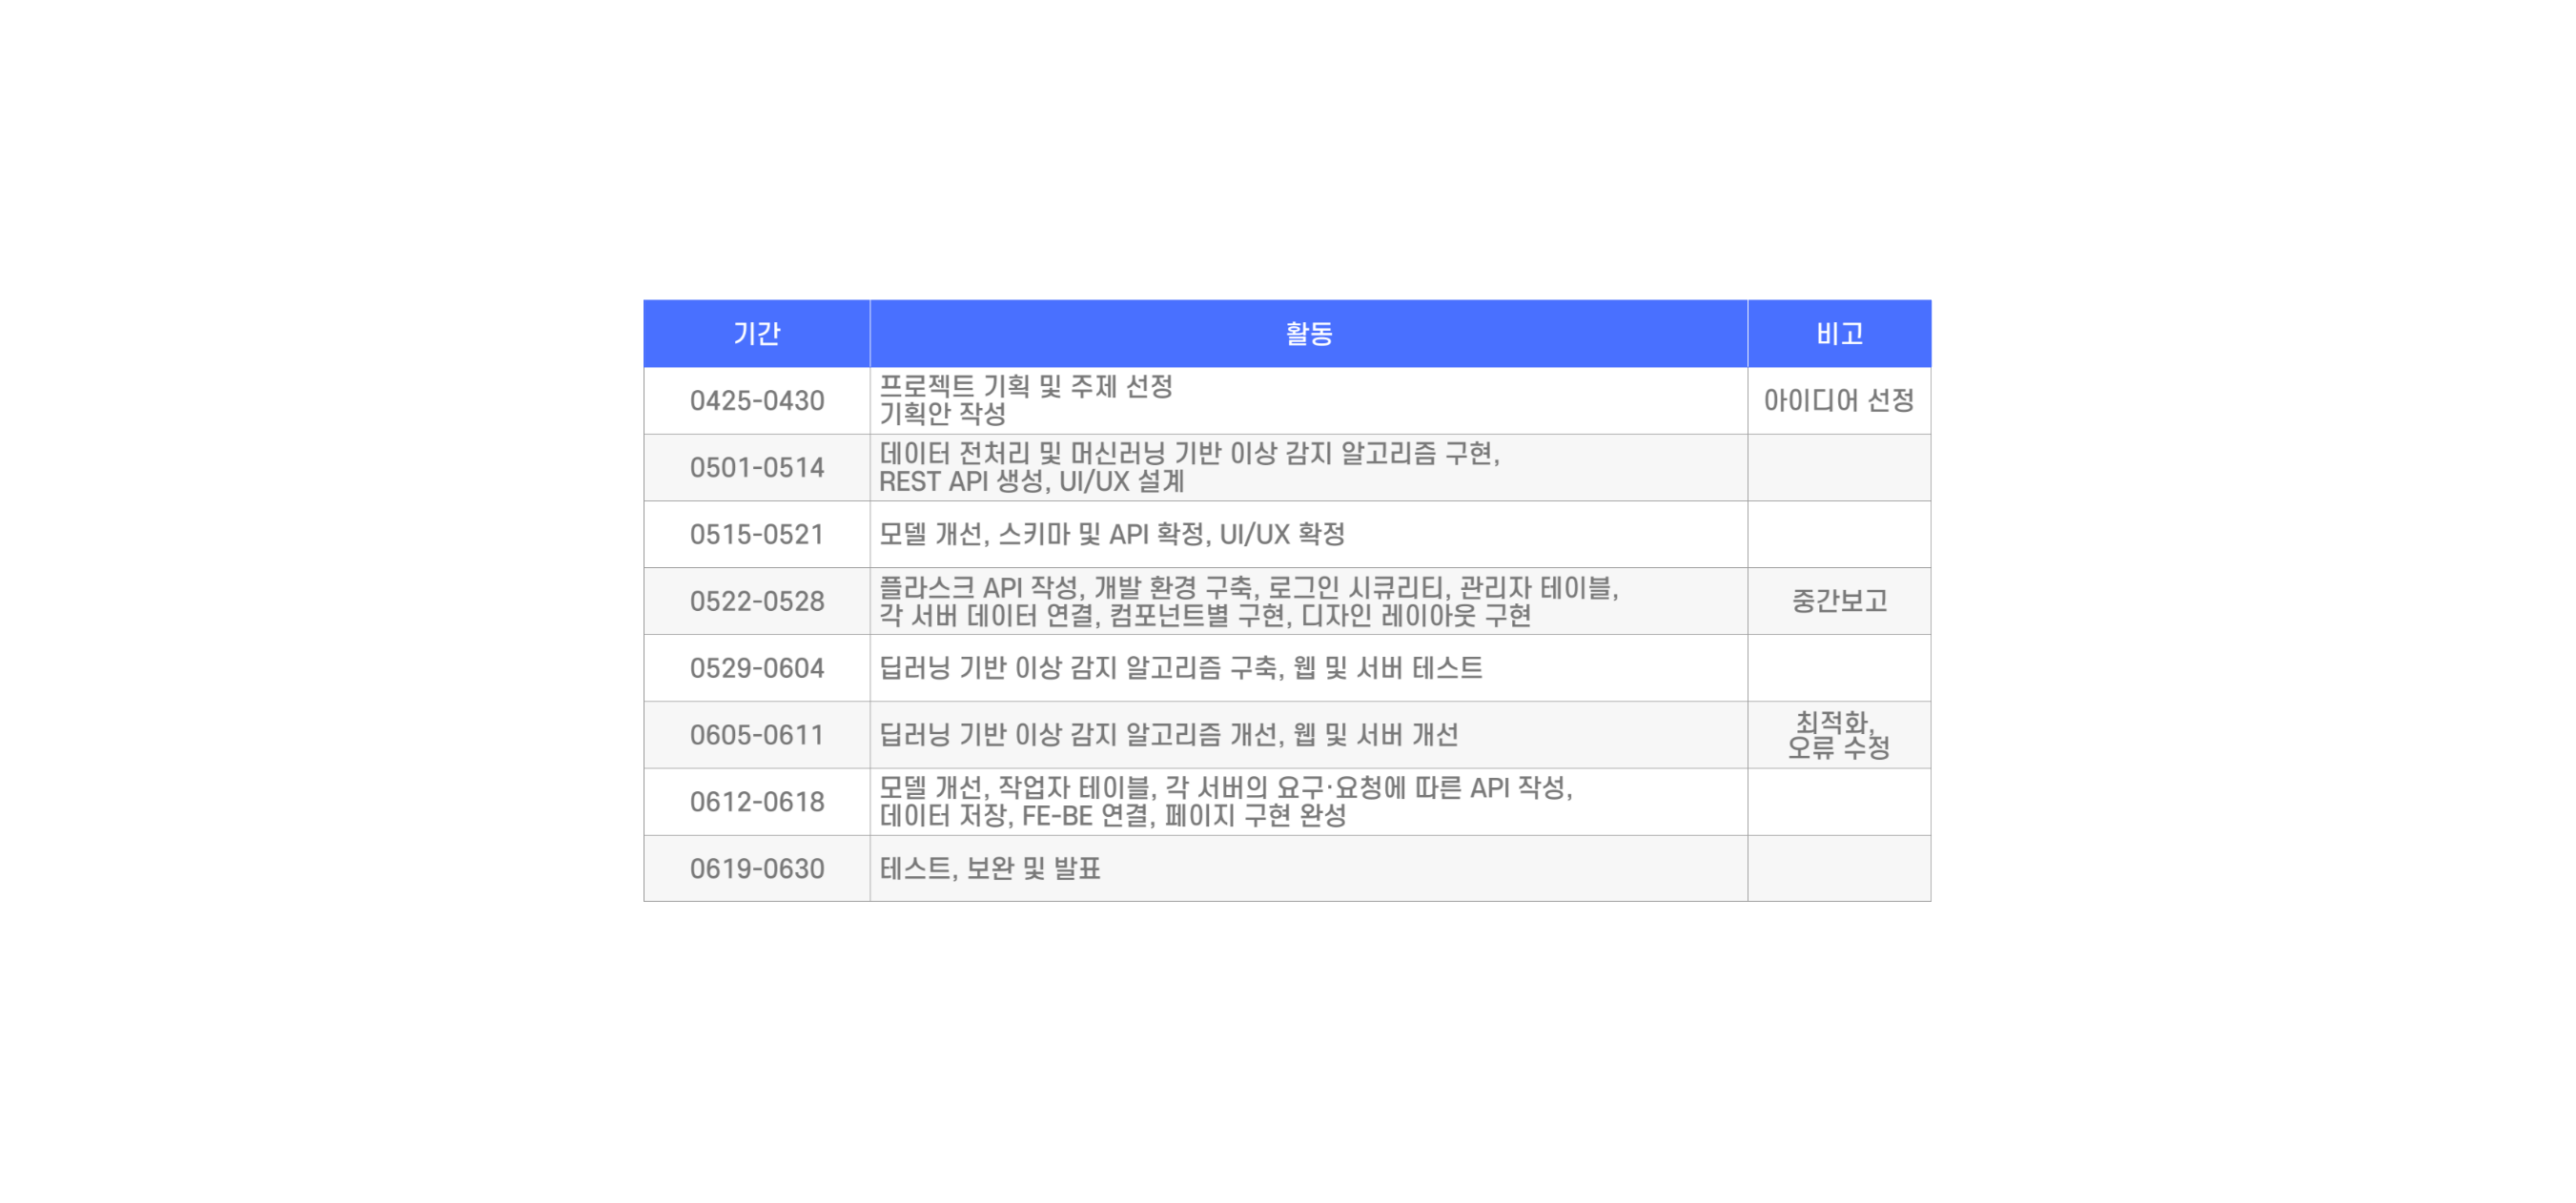 기간 활동 비고
0425-0430 프로젝트 기획 및 주제 선정
기획안 작성 아이디어 선정
0501-0514 데이터 전처리 및 머신러닝 기반 이상 감지 알고리즘 구현,
REST API 생성, UI/UX 설계
0515-0521 모델 개선, 스키마 및 API 확정, UI/UX 확정
0522-0528 플라스크 API 작성, 개발 환경 구축, 로그인 시큐리티, 관리자 테이블,
각 서버 데이터 연결, 컴포넌트별 구현, 디자인 레이아웃 구현 중간보고
0529-0604 딥러닝 기반 이상 감지 알고리즘 구축, 웹 및 서버 테스트
0605-0611 딥러닝 기반 이상 감지 알고리즘 개선, 웹 및 서버 개선 최적화,
오류 수정
0612-0618 모델 개선, 작업자 테이블, 각 서버의 요구·요청에 따른 API 작성,
데이터 저장, FE-BE 연결, 페이지 구현 완성
0619-0630 테스트, 보완 및 발표